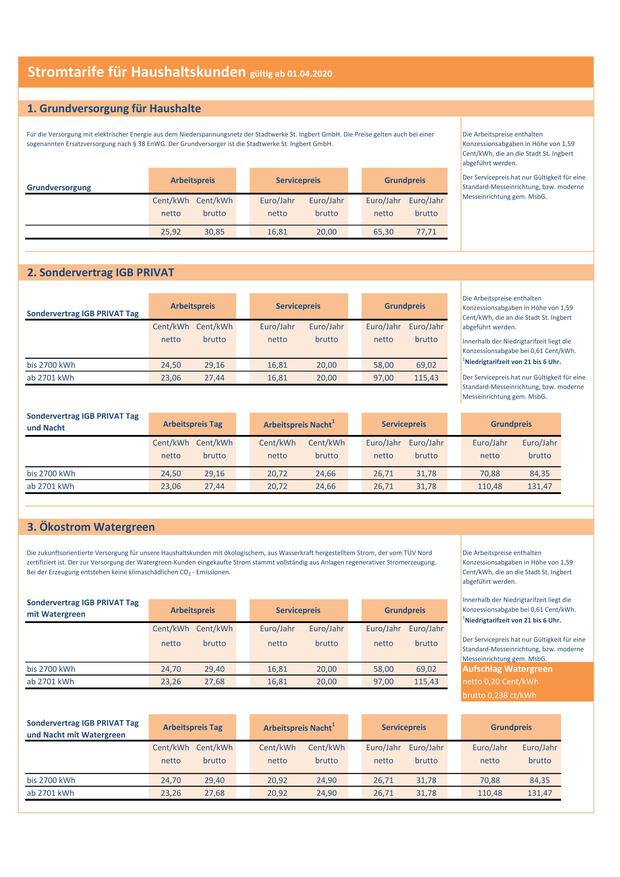 Stromtarife für Haushaltskunden gültig ab 01.04.2020
1. Grundversorgung für Haushalte
Für die Versorgung mit elektrischer Energie aus dem Niederspannungsnetz der Stadtwerke St. Ingbert GmbH. Die Preise gelten auch bei einer
sogenannten Ersatzversorgung nach § 38 EnWG. Der Grundversorger ist die Stadtwerke St. Ingbert GmbH.
Die Arbeitspreise enthalten
Konzessionsabgaben in Höhe von 1,59
Cent/kWh, die an die Stadt St. Ingbert
abgeführt werden.
Der Servicepreis hat nur Gültigkeit für eine
Standard-Messeinrichtung, bzw. moderne
Messeinrichtung gem. MsbG.
Grundversorgung Arbeitspreis Servicepreis Grundpreis
Cent/kWh Cent/kWh Euro/Jahr Euro/Jahr Euro/Jahr Euro/Jahr
netto brutto netto brutto netto brutto
25,92 30,85 16,81 20,00 65,30 77,71
2. Sondervertrag IGB PRIVAT
Sondervertrag IGB PRIVAT Tag Arbeitspreis Servicepreis Grundpreis
Cent/kWh Cent/kWh Euro/Jahr Euro/Jahr Euro/Jahr Euro/Jahr
netto brutto netto brutto netto brutto
bis 2700 kWh 24,50 29,16 16,81 20,00 58,00 69,02
ab 2701 kWh 23,06 27,44 16,81 20,00 97,00 115,43
Die Arbeitspreise enthalten
Konzessionsabgaben in Höhe von 1,59
Cent/kWh, die an die Stadt St. Ingbert
abgeführt werden.
Innerhalb der Niedrigtarifzeit liegt die
Konzessionsabgabe bei 0,61 Cent/kWh.
¹Niedrigtarifzeit von 21 bis 6 Uhr.
Der Servicepreis hat nur Gültigkeit für eine
Standard-Messeinrichtung, bzw. moderne
Messeinrichtung gem. MsbG.
Sondervertrag IGB PRIVAT Tag
und Nacht Arbeitspreis Tag Arbeitspreis Nacht¹ Servicepreis Grundpreis
Cent/kWh Cent/kWh Cent/kWh Cent/kWh Euro/Jahr Euro/Jahr Euro/Jahr Euro/Jahr
netto brutto netto brutto netto brutto netto brutto
bis 2700 kWh 24,50 29,16 20,72 24,66 26,71 31,78 70,88 84,35
ab 2701 kWh 23,06 27,44 20,72 24,66 26,71 31,78 110,48 131,47
3. Ökostrom Watergreen
Die zukunftsorientierte Versorgung für unsere Haushaltskunden mit ökologischem, aus Wasserkraft hergestelltem Strom, der vom TÜV Nord
zertifiziert ist. Der zur Versorgung der Watergreen-Kunden eingekaufte Strom stammt vollständig aus Anlagen regenerativer Stromerzeugung.
Bei der Erzeugung entstehen keine klimaschädlichen CO₂ - Emissionen.
Die Arbeitspreise enthalten
Konzessionsabgaben in Höhe von 1,59
Cent/kWh, die an die Stadt St. Ingbert
abgeführt werden.
Innerhalb der Niedrigtarifzeit liegt die
Konzessionsabgabe bei 0,61 Cent/kWh.
¹Niedrigtarifzeit von 21 bis 6 Uhr.
Der Servicepreis hat nur Gültigkeit für eine
Standard-Messeinrichtung, bzw. moderne
Messeinrichtung gem. MsbG.
Aufschlag Watergreen
netto 0,20 Cent/kWh
brutto 0,238 ct/kWh
Sondervertrag IGB PRIVAT Tag
mit Watergreen Arbeitspreis Servicepreis Grundpreis
Cent/kWh Cent/kWh Euro/Jahr Euro/Jahr Euro/Jahr Euro/Jahr
netto brutto netto brutto netto brutto
bis 2700 kWh 24,70 29,40 16,81 20,00 58,00 69,02
ab 2701 kWh 23,26 27,68 16,81 20,00 97,00 115,43
Sondervertrag IGB PRIVAT Tag
und Nacht mit Watergreen Arbeitspreis Tag Arbeitspreis Nacht¹ Servicepreis Grundpreis
Cent/kWh Cent/kWh Cent/kWh Cent/kWh Euro/Jahr Euro/Jahr Euro/Jahr Euro/Jahr
netto brutto netto brutto netto brutto netto brutto
bis 2700 kWh 24,70 29,40 20,92 24,90 26,71 31,78 70,88 84,35
ab 2701 kWh 23,26 27,68 20,92 24,90 26,71 31,78 110,48 131,47